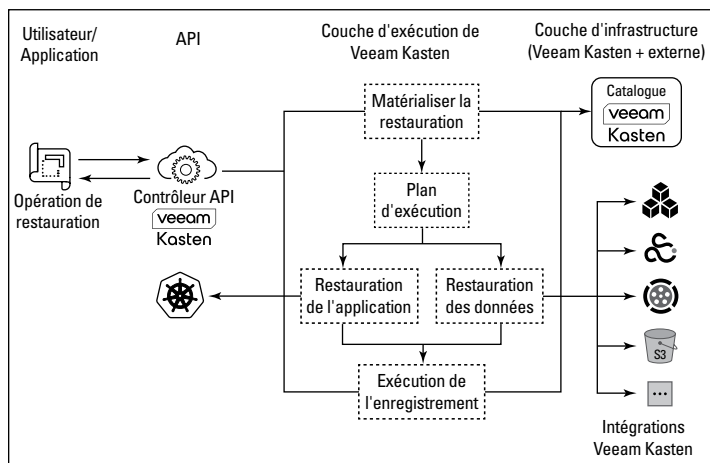 Utilisateur/
Application
API
Couche d'exécution de
Veeam Kasten
Couche d'infrastructure
(Veeam Kasten + externe)
Matérialiser la
restauration
Catalogue
veeam
Kasten
Opération de
restauration
Contrôleur API
veeam
Kasten
Plan
d'exécution
Restauration
de l'application
Restauration
des données
S3
Exécution de
l'enregistrement
Intégrations
Veeam Kasten